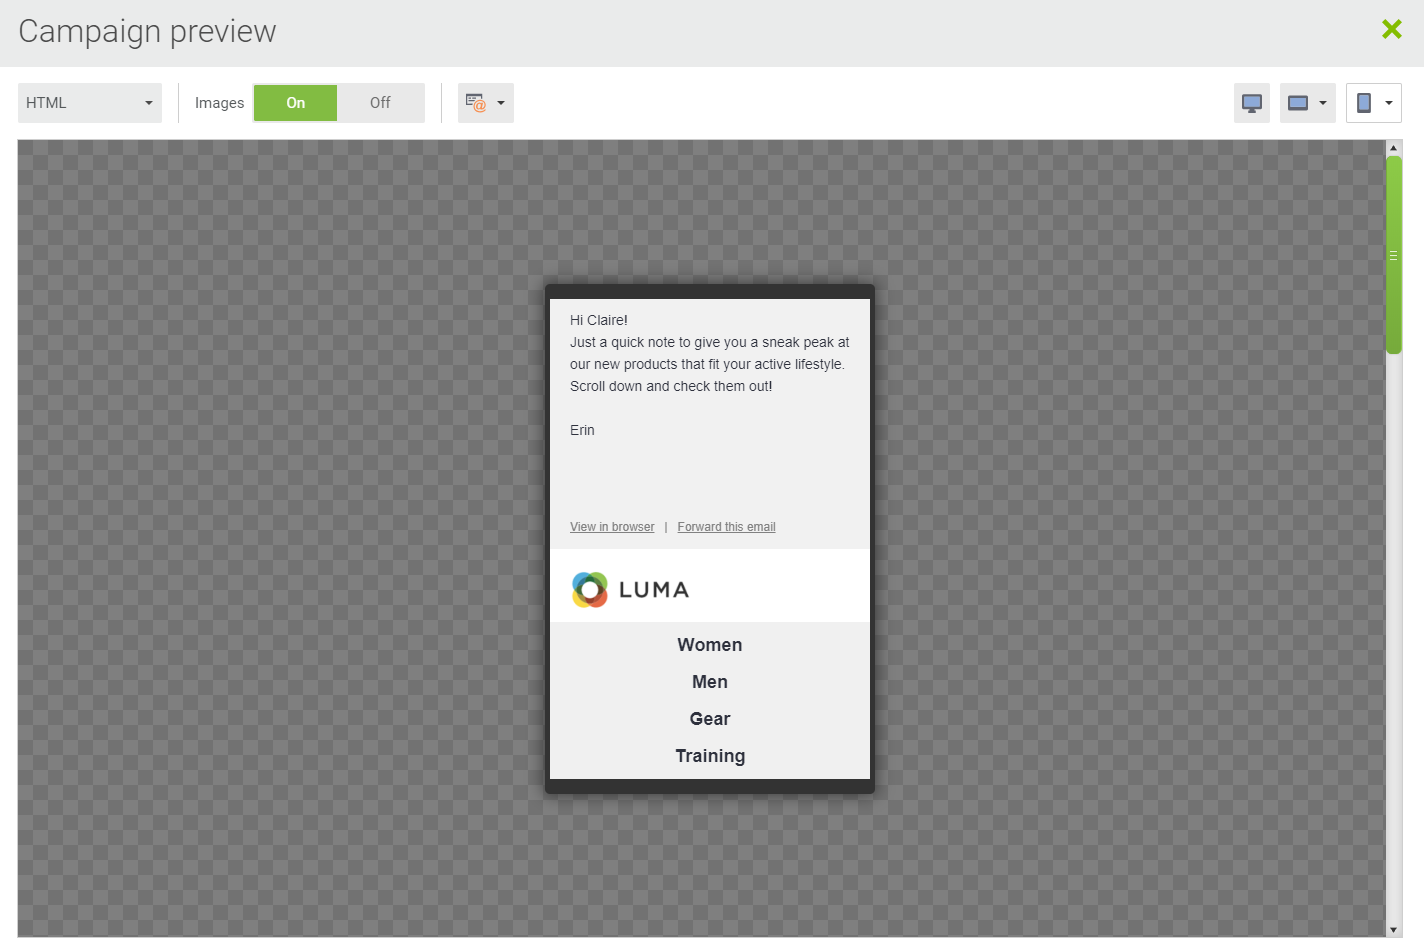 Campaign preview
HTML
Images
On
Off
@
Hi Claire!
Just a quick note to give you a sneak peak at
our new products that fit your active lifestyle.
Scroll down and check them out!
Erin
View in browser | Forward this email
LUMA
Women
Men
Gear
Training